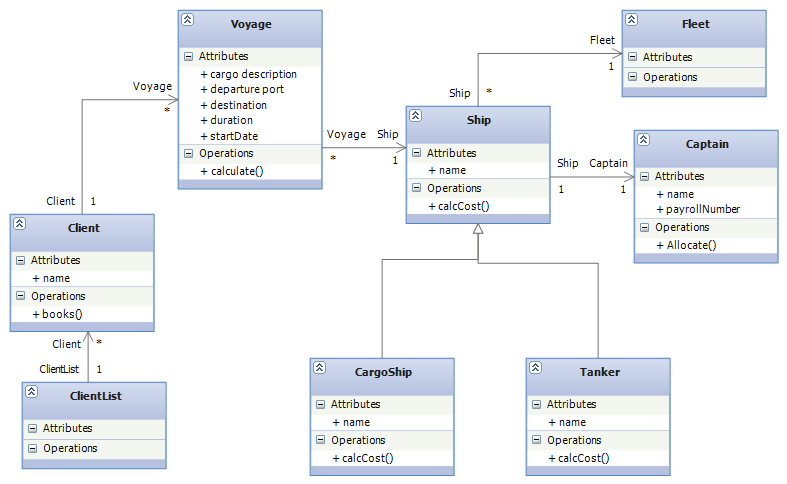 Voyage
Attributes
+ cargo description
+ departure port
+ destination
+ duration
+ startDate
Operations
+ calculate()
Fleet
Attributes
Operations
Fleet
1
Ship
*
Voyage
*
Voyage
*
Ship
1
Ship
Attributes
+ name
Operations
+ calcCost()
Ship
1
Captain
1
Captain
Attributes
+ name
+ payrollNumber
Operations
+ Allocate()
Client
1
Client
Attributes
+ name
Operations
+ books()
Client
*
ClientList
1
ClientList
Attributes
Operations
CargoShip
Attributes
+ name
Operations
+ calcCost()
Tanker
Attributes
+ name
Operations
+ calcCost()